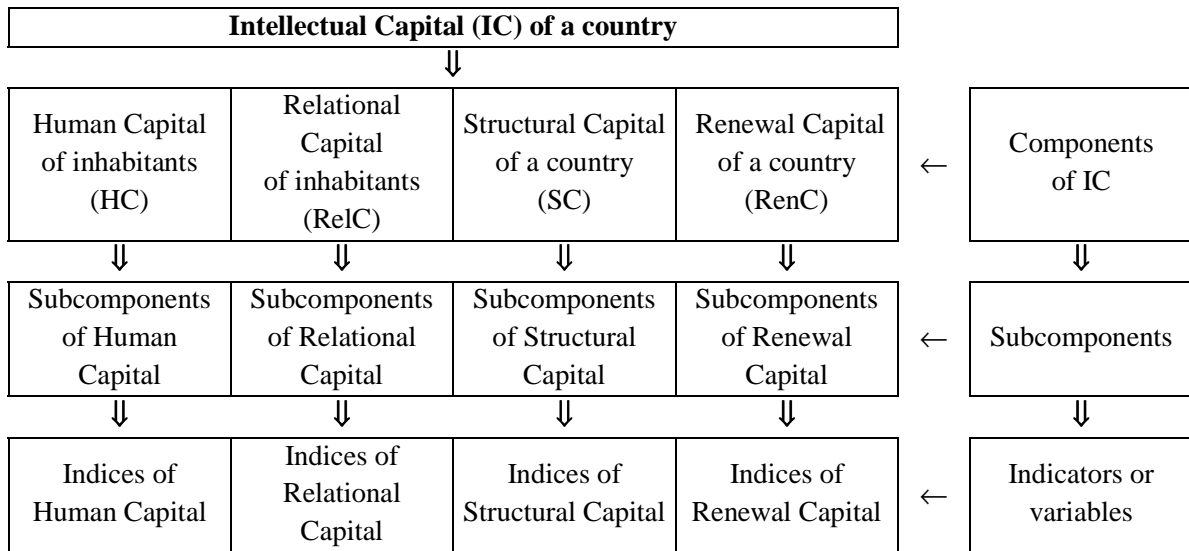 Intellectual Capital (IC) of a country
⇓
Human Capital
of inhabitants
(HC)
Relational
Capital
of inhabitants
(RelC)
Structural Capital
of a country
(SC)
Renewal Capital
of a country
(RenC)
←
Components
of IC
⇓ ⇓ ⇓ ⇓ ⇓
Subcomponents
of Human
Capital
Subcomponents
of Relational
Capital
Subcomponents
of Structural
Capital
Subcomponents
of Renewal
Capital
←
Subcomponents
⇓ ⇓ ⇓ ⇓ ⇓
Indices of
Human Capital
Indices of
Relational
Capital
Indices of
Structural Capital
Indices of
Renewal Capital
←
Indicators or
variables